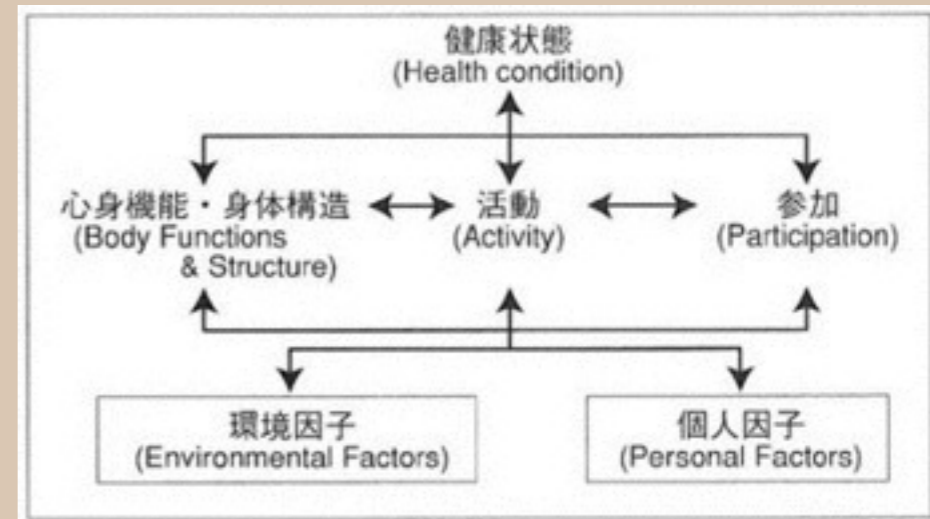 健康状態
(Health condition)
心身機能・身体構造
(Body Functions
& Structure)
活動
(Activity)
参加
(Participation)
環境因子
(Environmental Factors)
個人因子
(Personal Factors)